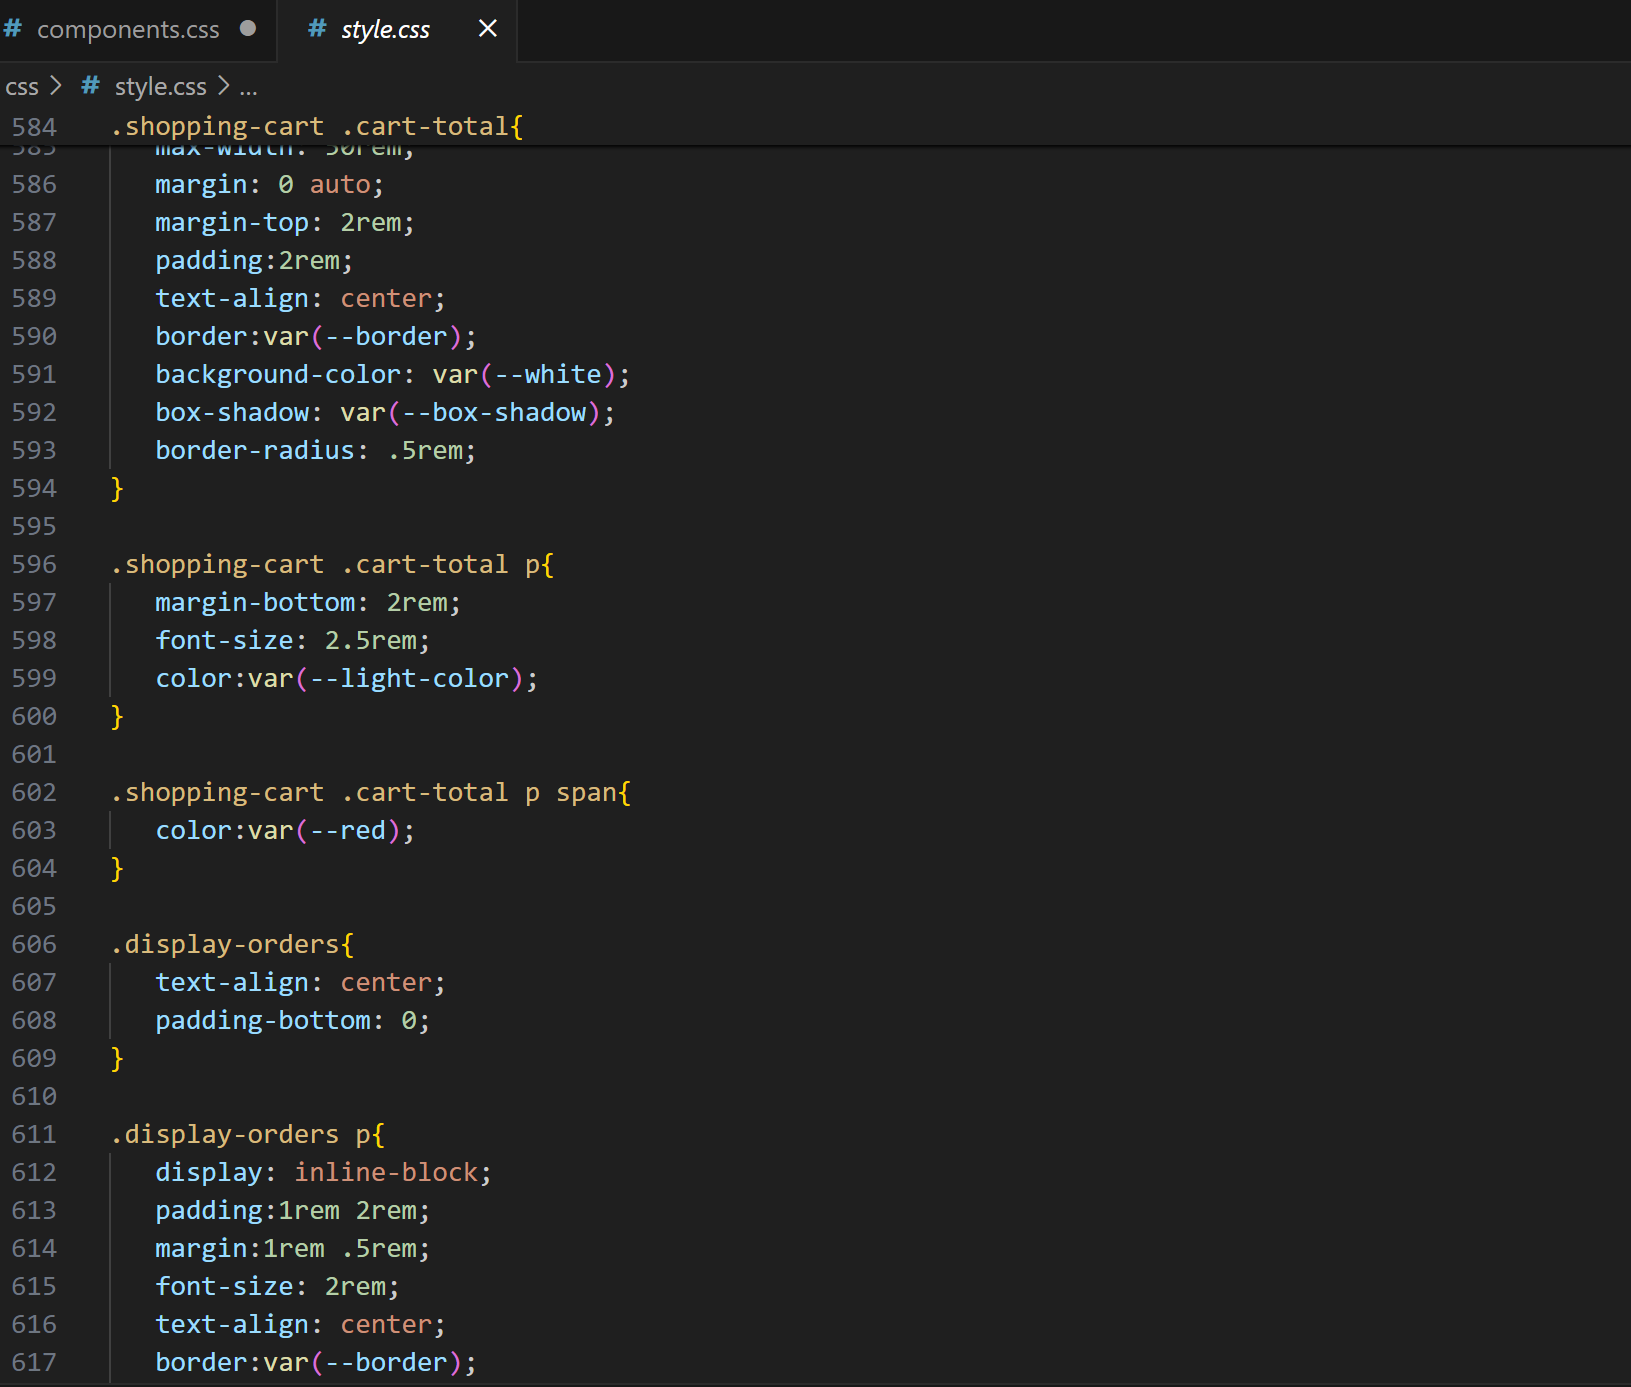 # components.css ● # style.css ×
css > # style.css > ...
584 .shopping-cart .cart-total{
585 max-width: 50rem;
586 margin: 0 auto;
587 margin-top: 2rem;
588 padding:2rem;
589 text-align: center;
590 border:var(--border);
591 background-color: var(--white);
592 box-shadow: var(--box-shadow);
593 border-radius: .5rem;
594 }
595
596 .shopping-cart .cart-total p{
597 margin-bottom: 2rem;
598 font-size: 2.5rem;
599 color:var(--light-color);
600 }
601
602 .shopping-cart .cart-total p span{
603 color:var(--red);
604 }
605
606 .display-orders{
607 text-align: center;
608 padding-bottom: 0;
609 }
610
611 .display-orders p{
612 display: inline-block;
613 padding:1rem 2rem;
614 margin:1rem .5rem;
615 font-size: 2rem;
616 text-align: center;
617 border:var(--border);